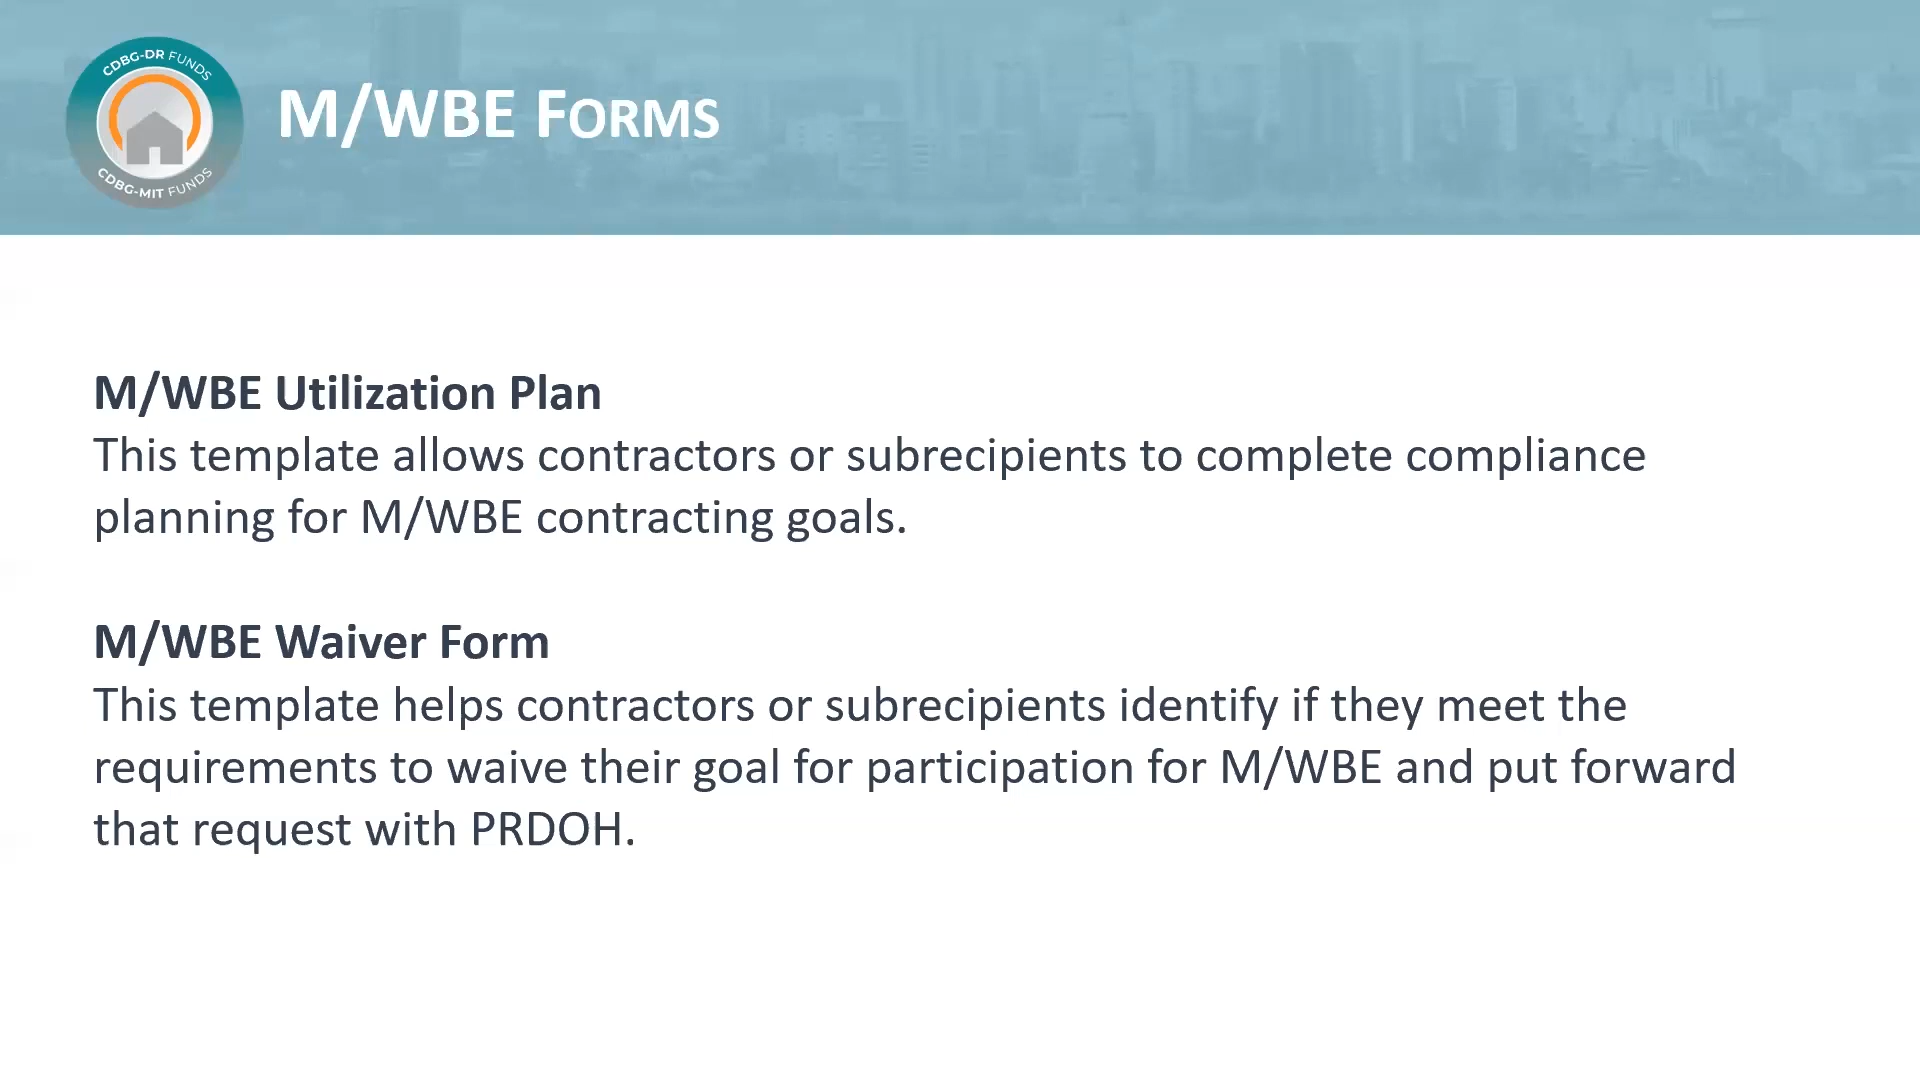 CDBG-DR FUNDS
CDBG-MIT FUNDS
M/WBE FORMS
M/WBE Utilization Plan
This template allows contractors or subrecipients to complete compliance
planning for M/WBE contracting goals.
M/WBE Waiver Form
This template helps contractors or subrecipients identify if they meet the
requirements to waive their goal for participation for M/WBE and put forward
that request with PRDOH.